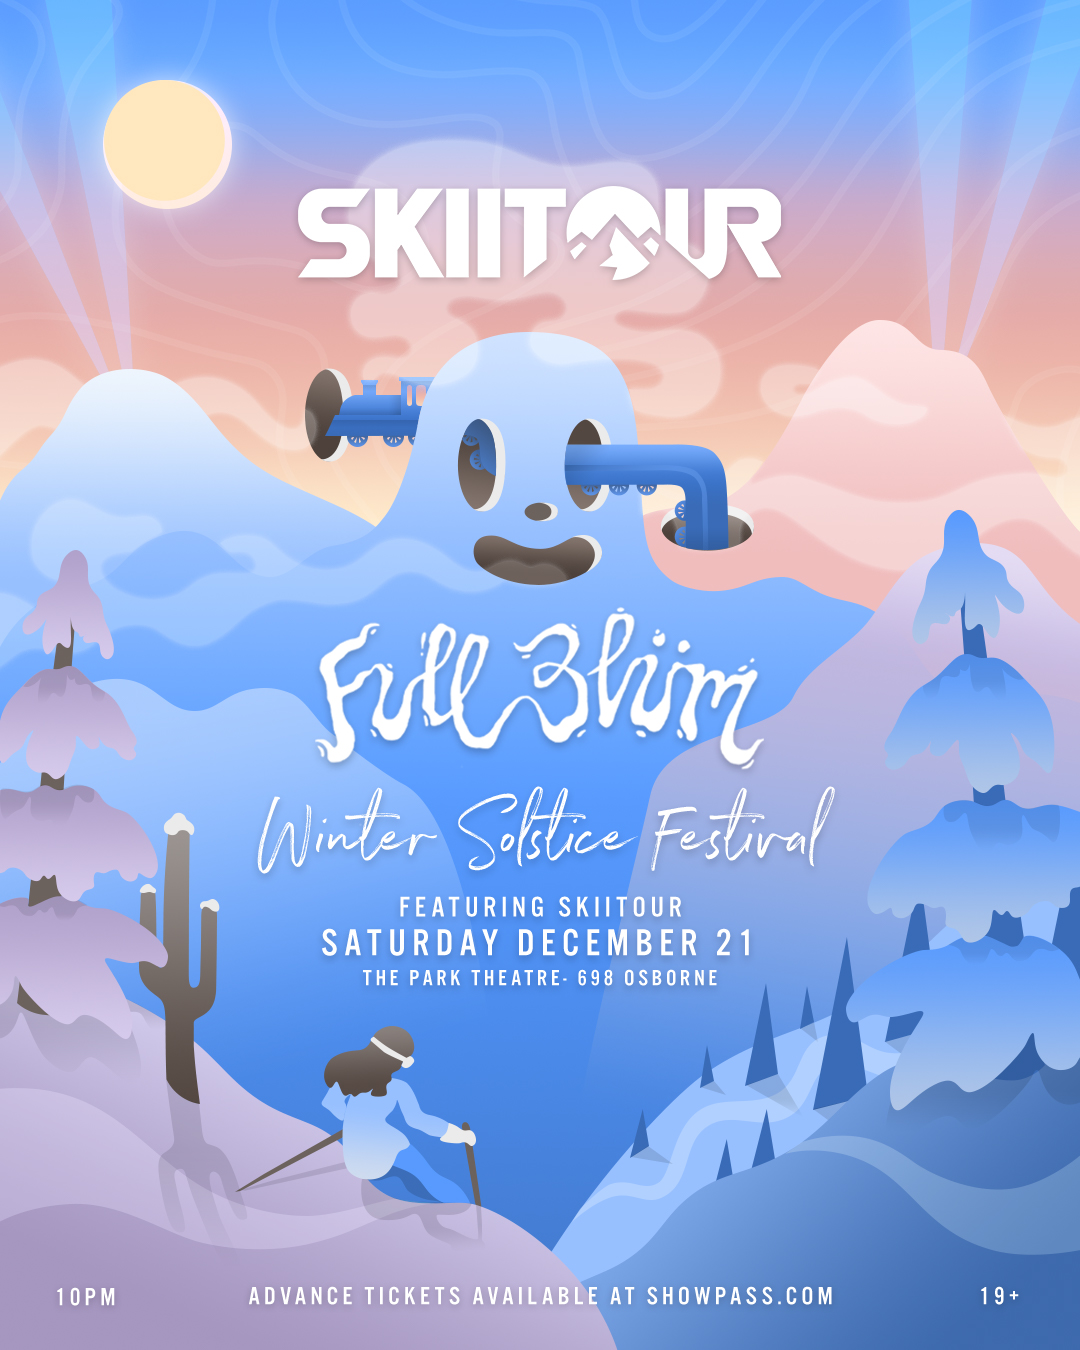 SKIITOUR
Full Bloom
Winter Solstice Festival
FEATURING SKIITOUR
SATURDAY DECEMBER 21
THE PARK THEATRE- 698 OSBORNE
10PM
ADVANCE TICKETS AVAILABLE AT SHOWPASS.COM
19+